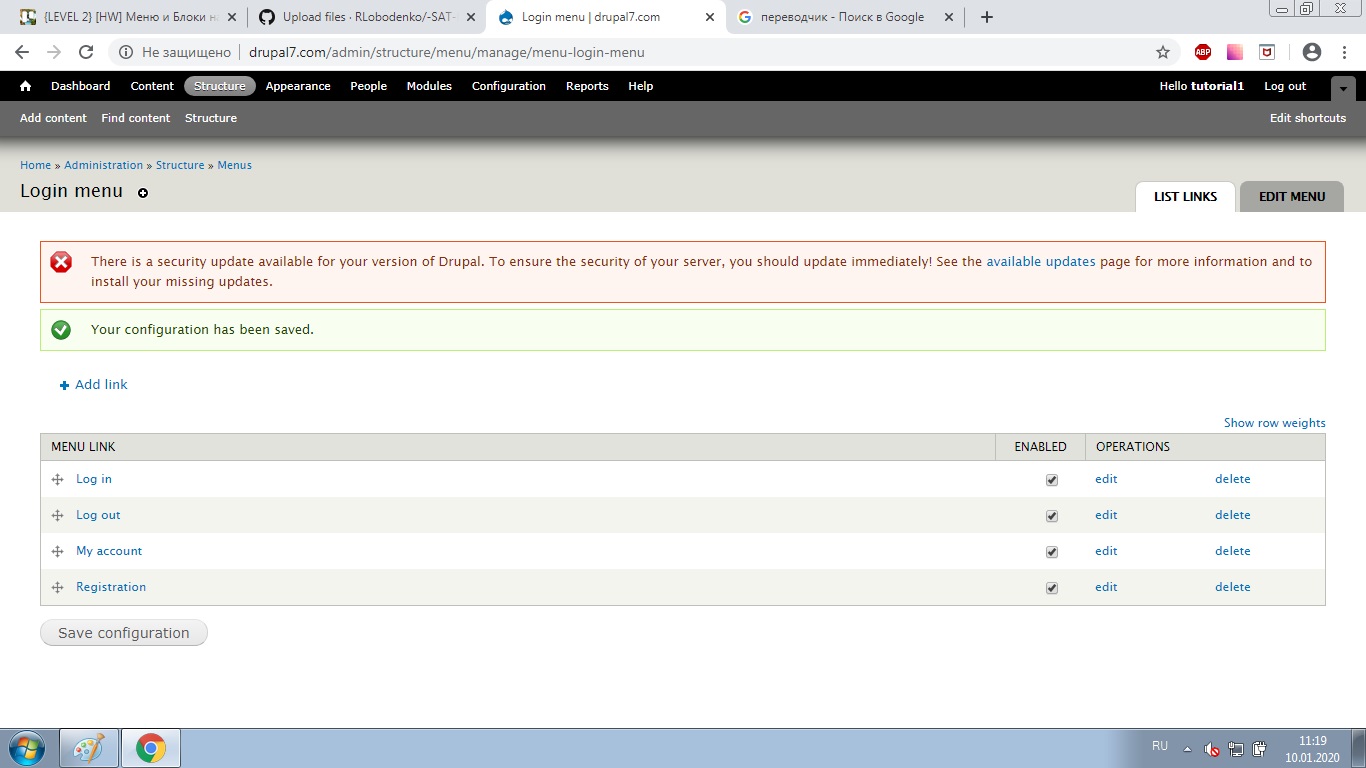 {LEVEL 2} [HW] Меню и Блоки на
Upload files · RLobodenko/-SAT-
Login menu | drupal7.com
переводчик - Поиск в Google
Не защищено | drupal7.com/admin/structure/menu/manage/menu-login-menu
ABP
Dashboard Content Structure Appearance People Modules Configuration Reports Help
Hello tutorial1 Log out
Add content Find content Structure
Edit shortcuts
Home » Administration » Structure » Menus
Login menu
LIST LINKS EDIT MENU
There is a security update available for your version of Drupal. To ensure the security of your server, you should update immediately! See the available updates page for more information and to
install your missing updates.
Your configuration has been saved.
Add link
Show row weights
MENU LINK ENABLED OPERATIONS
Log in edit delete
Log out edit delete
My account edit delete
Registration edit delete
Save configuration
RU
11:19
10.01.2020